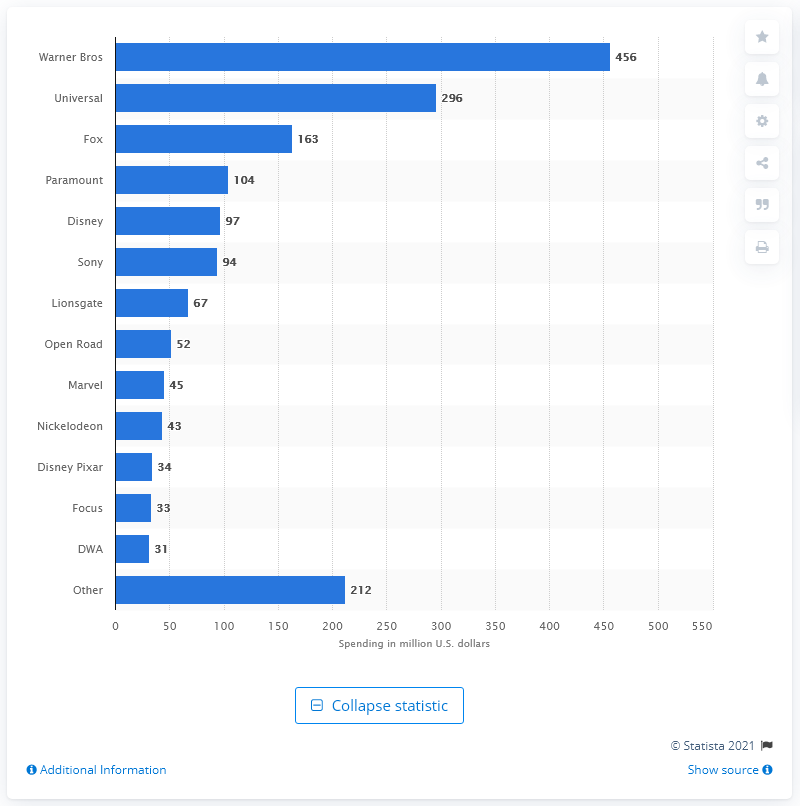 Warner Bros 456
Universal 296
Fox 163
Paramount 104
Disney 97
Sony 94
Lionsgate 67
Open Road 52
Marvel 45
Nickelodeon 43
Disney Pixar 34
Focus 33
DWA 31
Other 212
0 50 100 150 200 250 300 350 400 450 500 550
Spending in million U.S. dollars
Collapse statistic
© Statista 2021
Additional Information Show source